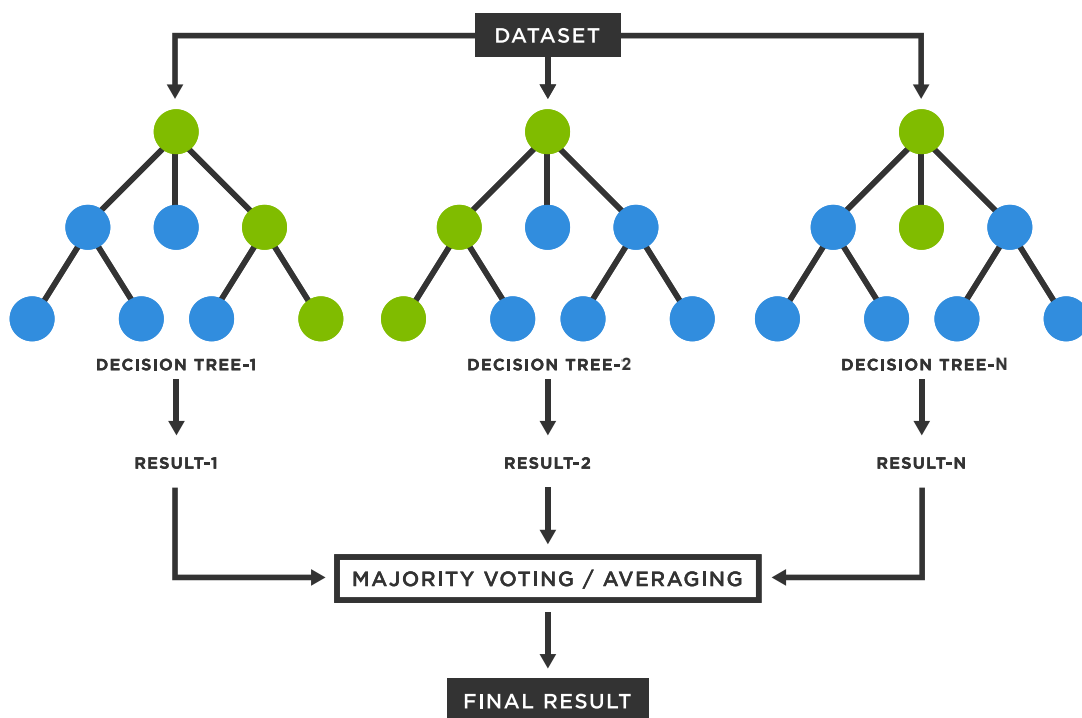 DATASET
DECISION TREE-1
DECISION TREE-2
DECISION TREE-N
RESULT-1
RESULT-2
RESULT-N
MAJORITY VOTING / AVERAGING
FINAL RESULT